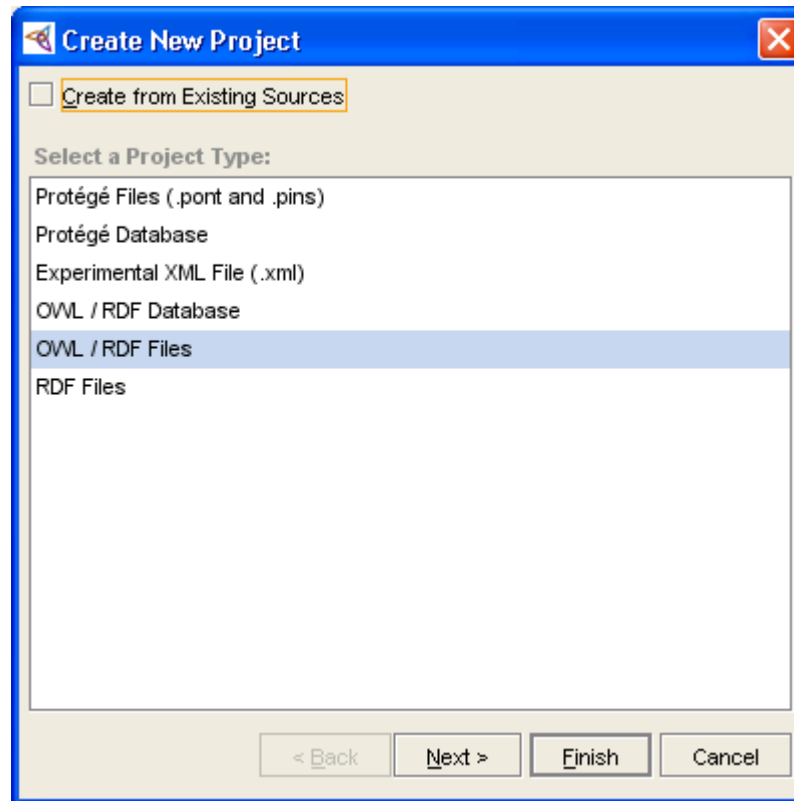 Create New Project
Create from Existing Sources
Select a Project Type:
Protégé Files (.pont and .pins)
Protégé Database
Experimental XML File (.xml)
OWL / RDF Database
OWL / RDF Files
RDF Files
< Back Next > Finish Cancel